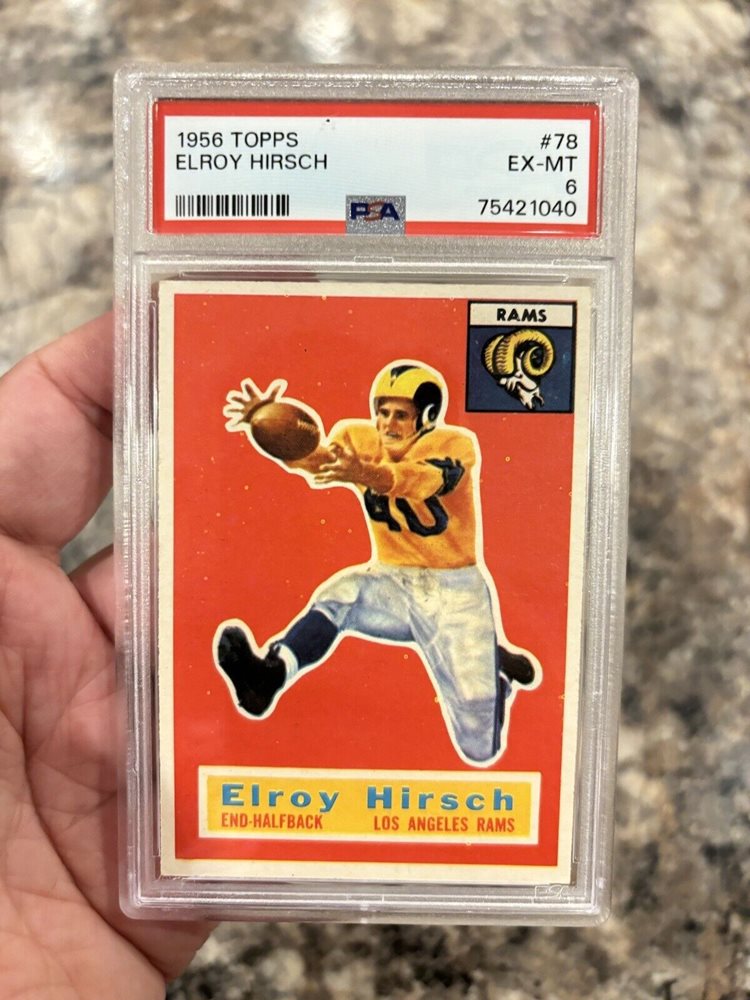 1956 TOPPS #78
ELROY HIRSCH EX-MT
6
PSA 75421040
RAMS
40
Elroy Hirsch
END-HALFBACK LOS ANGELES RAMS